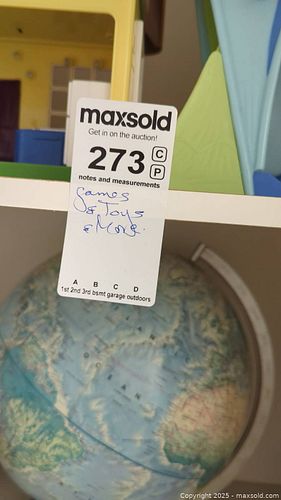 maxsold
Get in on the auction!
273 C
P
notes and measurements
Games
& Toys
& More.
A B C D
1st 2nd 3rd bsmt garage outdoors
Copyright 2025 - maxsold.com